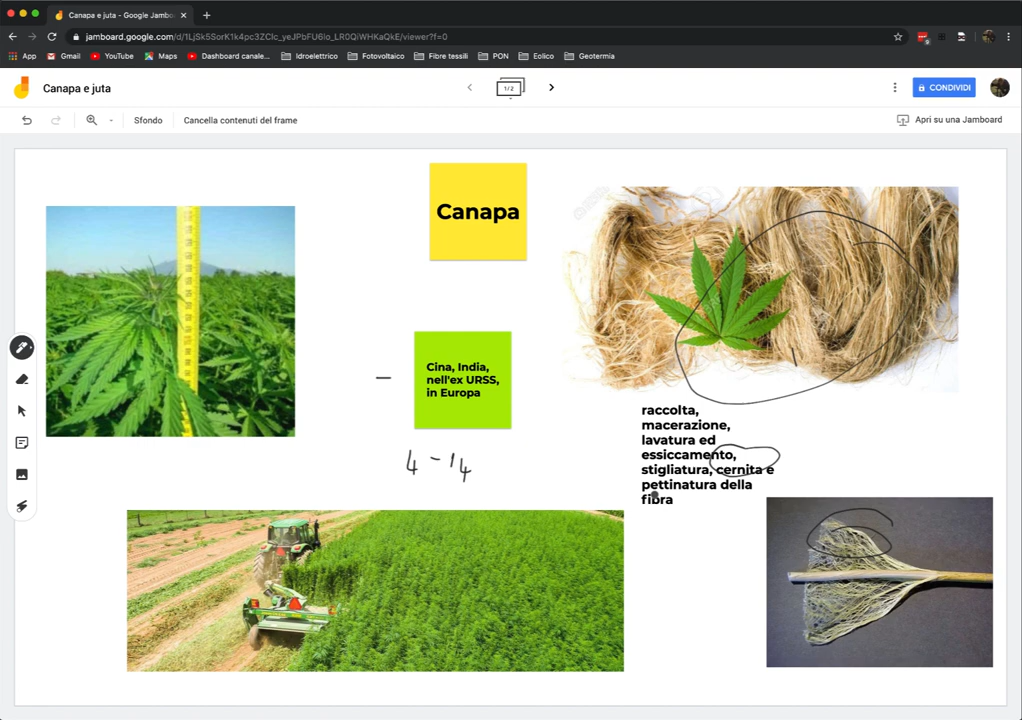 Canapa e juta - Google Jambo
jamboard.google.com/d/1LjSk5SorK1k4pc3ZCIc_yeJPbFU6io_LR0QiWHKaQkE/viewer?f=0
App Gmail YouTube Maps Dashboard canale... Idroelettrico Fotovoltaico Fibre tessili PON Eolico Geotermia
Canapa e juta
1/2
CONDIVIDI
Sfondo Cancella contenuti del frame
Apri su una Jamboard
Canapa
Cina, India,
nell'ex URSS,
in Europa
4 - 14
raccolta,
macerazione,
lavatura ed
essiccamento,
stigliatura, cernita e
pettinatura della
fibra